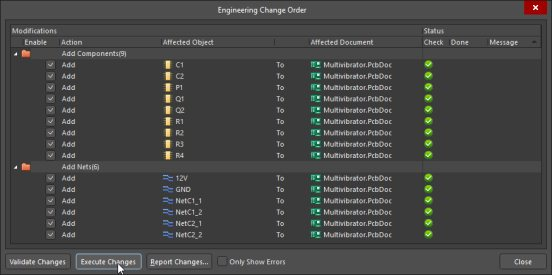 Engineering Change Order
Modifications Status
Enable Action Affected Object Affected Document Check Done Message
Add Components(9)
Add C1 To Multivibrator.PcbDoc
Add C2 To Multivibrator.PcbDoc
Add P1 To Multivibrator.PcbDoc
Add Q1 To Multivibrator.PcbDoc
Add Q2 To Multivibrator.PcbDoc
Add R1 To Multivibrator.PcbDoc
Add R2 To Multivibrator.PcbDoc
Add R3 To Multivibrator.PcbDoc
Add R4 To Multivibrator.PcbDoc
Add Nets(6)
Add 12V To Multivibrator.PcbDoc
Add GND To Multivibrator.PcbDoc
Add NetC1_1 To Multivibrator.PcbDoc
Add NetC1_2 To Multivibrator.PcbDoc
Add NetC2_1 To Multivibrator.PcbDoc
Add NetC2_2 To Multivibrator.PcbDoc
Validate Changes Execute Changes Report Changes... Only Show Errors Close